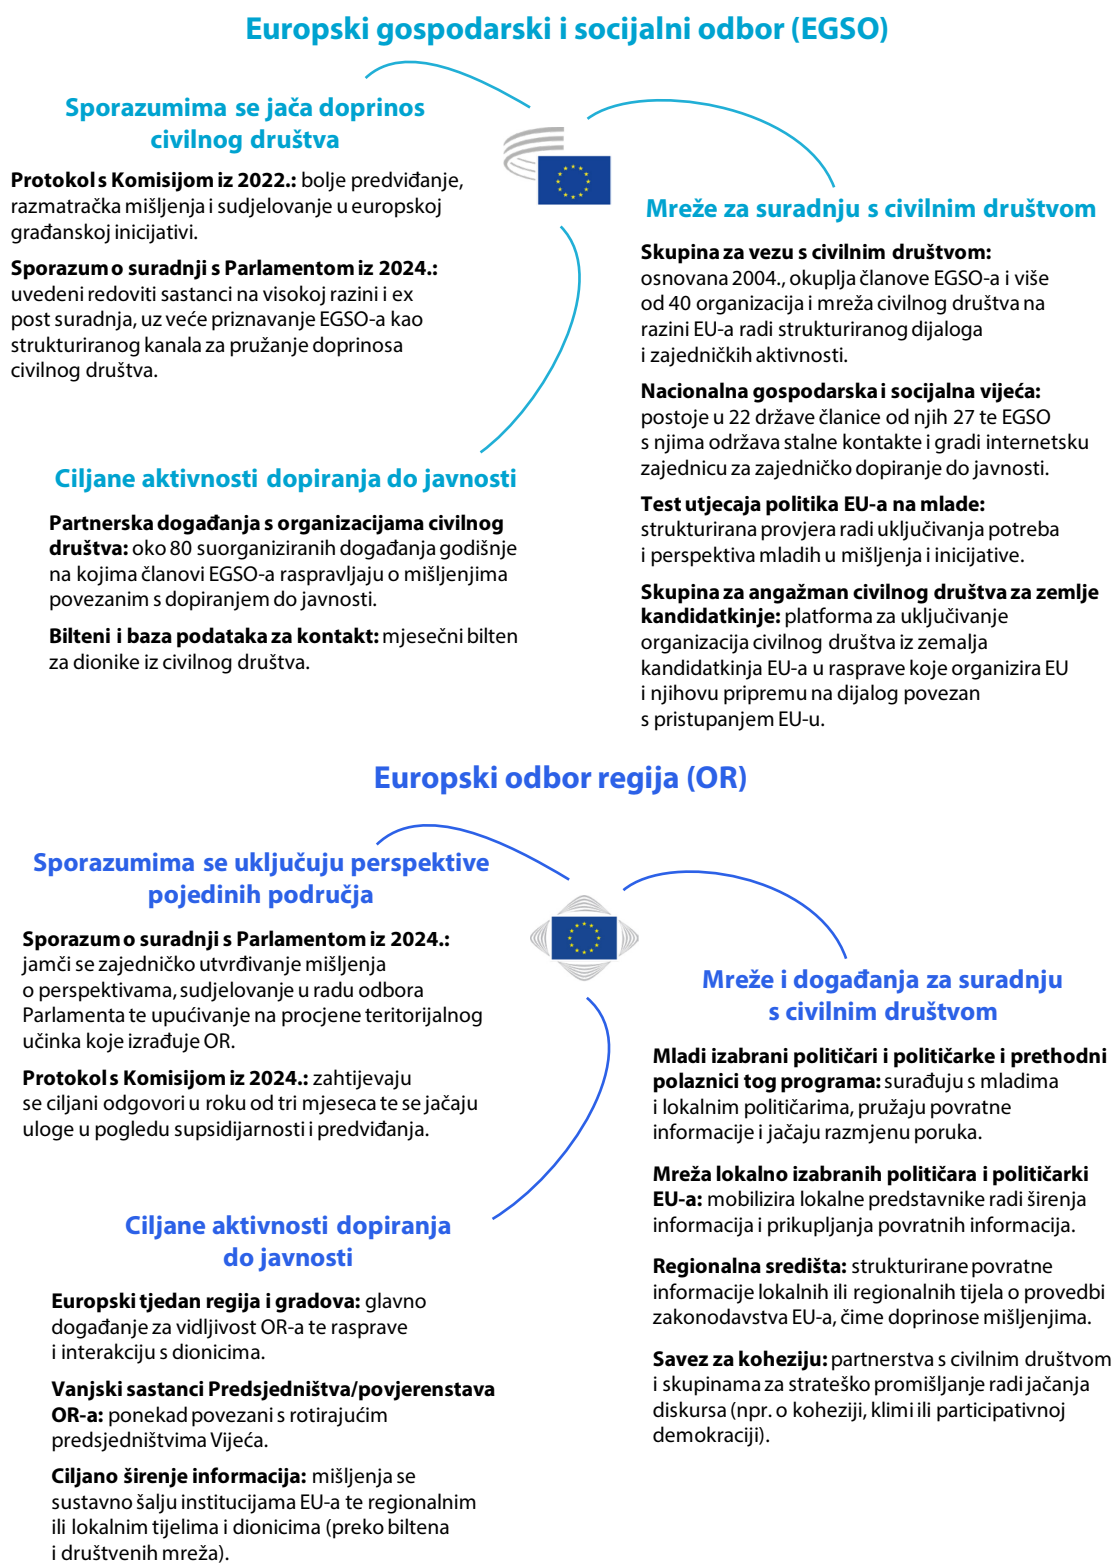 Europski gospodarski i socijalni odbor (EGSO)
Sporazumima se jača doprinos
civilnog društva
Protokol s Komisijom iz 2022.: bolje predviđanje,
razmatračka mišljenja i sudjelovanje u europskoj
građanskoj inicijativi.
Sporazum o suradnji s Parlamentom iz 2024.:
uvedeni redoviti sastanci na visokoj razini i ex
post suradnja, uz veće priznavanje EGSO-a kao
strukturiranog kanala za pružanje doprinosa
civilnog društva.
Mreže za suradnju s civilnim društvom
Skupina za vezu s civilnim društvom:
osnovana 2004., okuplja članove EGSO-a i više
od 40 organizacija i mreža civilnog društva na
razini EU-a radi strukturiranog dijaloga
i zajedničkih aktivnosti.
Nacionalna gospodarska i socijalna vijeća:
postoje u 22 države članice od njih 27 te EGSO
s njima održava stalne kontakte i gradi internetsku
zajednicu za zajedničko dopiranje do javnosti.
Test utjecaja politika EU-a na mlade:
strukturirana provjera radi uključivanja potreba
i perspektiva mladih u mišljenja i inicijative.
Skupina za angažman civilnog društva za zemlje
kandidatkinje: platforma za uključivanje
organizacija civilnog društva iz zemalja
kandidatkinja EU-a u rasprave koje organizira EU
i njihovu pripremu na dijalog povezan
s pristupanjem EU-u.
Ciljane aktivnosti dopiranja do javnosti
Partnerska događanja s organizacijama civilnog
društva: oko 80 suorganiziranih događanja godišnje
na kojima članovi EGSO-a raspravljaju o mišljenjima
povezanim s dopiranjem do javnosti.
Bilteni i baza podataka za kontakt: mjesečni bilten
za dionike iz civilnog društva.
Europski odbor regija (OR)
Sporazumima se uključuju perspektive
pojedinih područja
Sporazum o suradnji s Parlamentom iz 2024.:
jamči se zajedničko utvrđivanje mišljenja
o perspektivama, sudjelovanje u radu odbora
Parlamenta te upućivanje na procjene teritorijalnog
učinka koje izrađuje OR.
Protokol s Komisijom iz 2024.: zahtijevaju
se ciljani odgovori u roku od tri mjeseca te se jačaju
uloge u pogledu supsidijarnosti i predviđanja.
Mreže i događanja za suradnju
s civilnim društvom
Mladi izabrani političari i političarke i prethodni
polaznici tog programa: surađuju s mladima
i lokalnim političarima, pružaju povratne
informacije i jačaju razmjenu poruka.
Mreža lokalno izabranih političara i političarki
EU-a: mobilizira lokalne predstavnike radi širenja
informacija i prikupljanja povratnih informacija.
Regionalna središta: strukturirane povratne
informacije lokalnih ili regionalnih tijela o provedbi
zakonodavstva EU-a, čime doprinose mišljenjima.
Savez za koheziju: partnerstva s civilnim društvom
i skupinama za strateško promišljanje radi jačanja
diskursa (npr. o koheziji, klimi ili participativnoj
demokraciji).
Ciljane aktivnosti dopiranja
do javnosti
Europski tjedan regija i gradova: glavno
događanje za vidljivost OR-a te rasprave
i interakciju s dionicima.
Vanjski sastanci Predsjedništva/povjerenstava
OR-a: ponekad povezani s rotirajućim
predsjedništvima Vijeća.
Ciljano širenje informacija: mišljenja se
sustavno šalju institucijama EU-a te regionalnim
ili lokalnim tijelima i dionicima (preko biltena
i društvenih mreža).